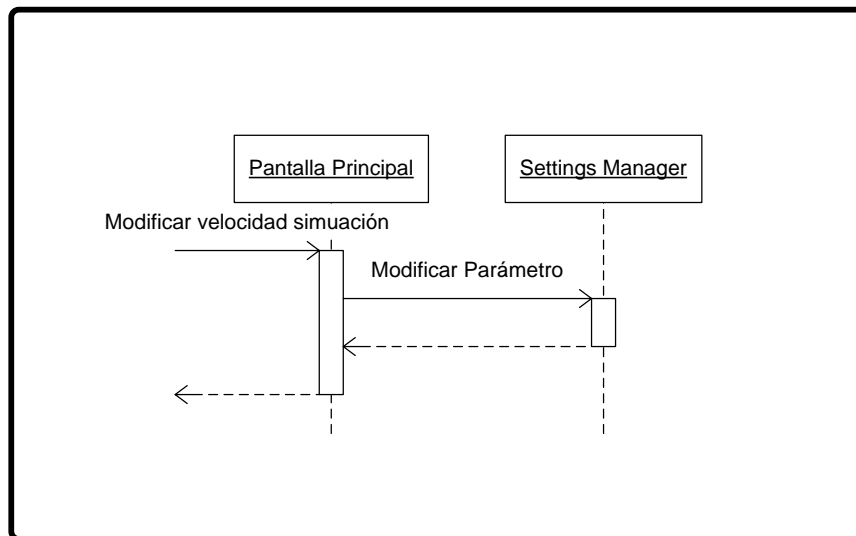 Pantalla Principal
Settings Manager
Modificar velocidad simuación
Modificar Parámetro